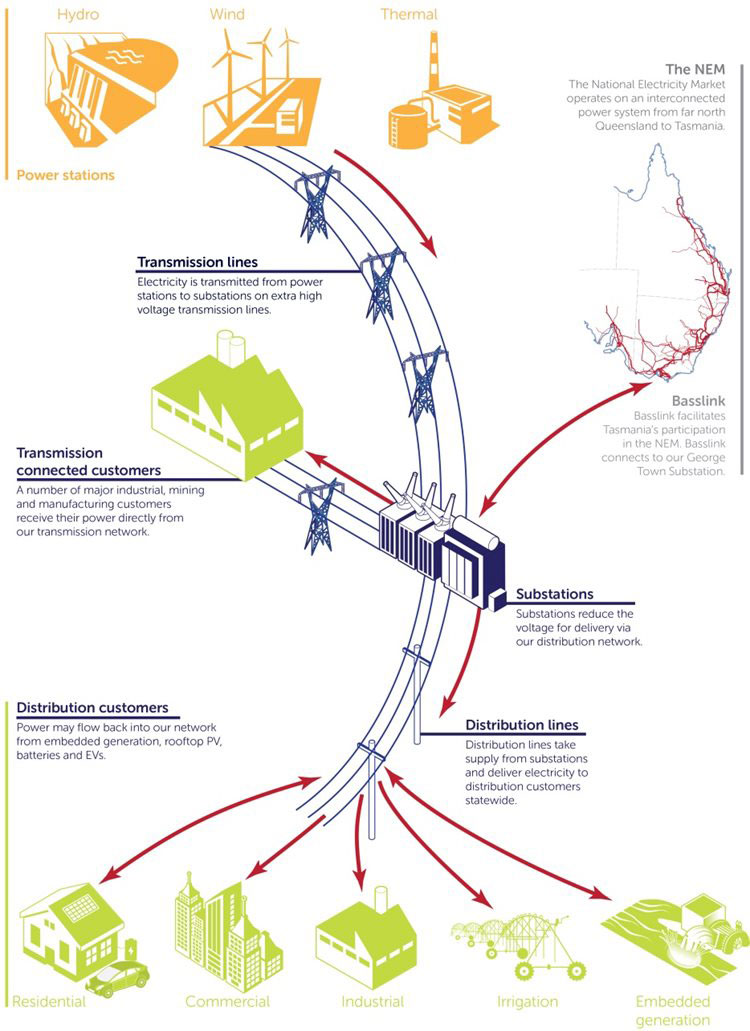 Hydro
Wind
Thermal
Power stations
The NEM
The National Electricity Market
operates on an interconnected
power system from far north
Queensland to Tasmania.
Transmission lines
Electricity is transmitted from power
stations to substations on extra high
voltage transmission lines.
Basslink
Basslink facilitates
Tasmania's participation
in the NEM. Basslink
connects to our George
Town Substation.
Transmission
connected customers
A number of major industrial, mining
and manufacturing customers
receive their power directly from
our transmission network.
Substations
Substations reduce the
voltage for delivery via
our distribution network.
Distribution customers
Power may flow back into our network
from embedded generation, rooftop PV,
batteries and EVs.
Distribution lines
Distribution lines take
supply from substations
and deliver electricity to
distribution customers
statewide.
Residential
Commercial
Industrial
Irrigation
Embedded
generation